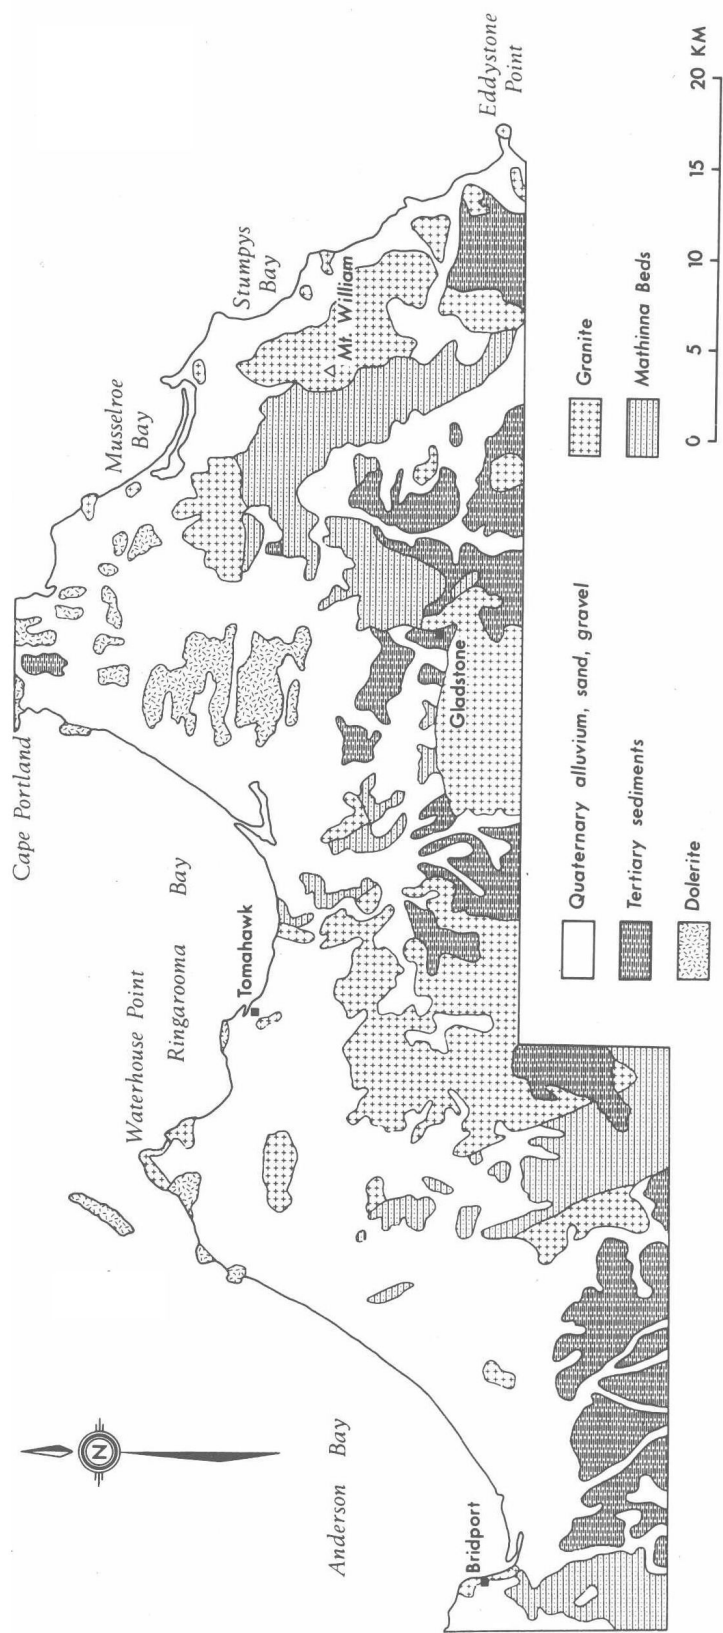 Cape Portland
Musselroe
Bay
Stumpys
Bay
Eddystone
Point
Waterhouse Point
Ringarooma Bay
Tomahawk
Mt. William
Gladstone
Anderson Bay
Bridport
N
Quaternary alluvium, sand, gravel
Tertiary sediments
Dolerite
Granite
Mathinna Beds
0 5 10 15 20 KM